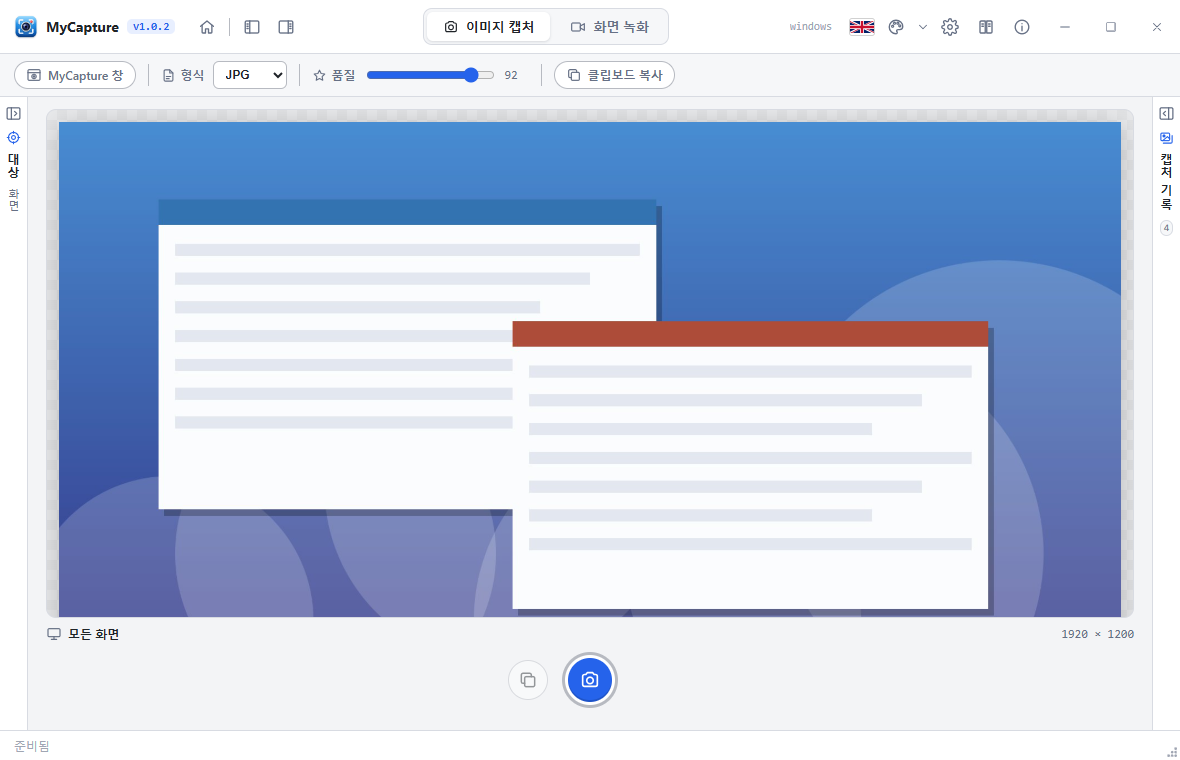 MyCapture v1.0.2 이미지 캡처 화면 녹화 windows
MyCapture 창 형식 JPG 품질 92 클립보드 복사
대상
화면
캡처 기록
4
모든 화면 1920 × 1200
준비됨